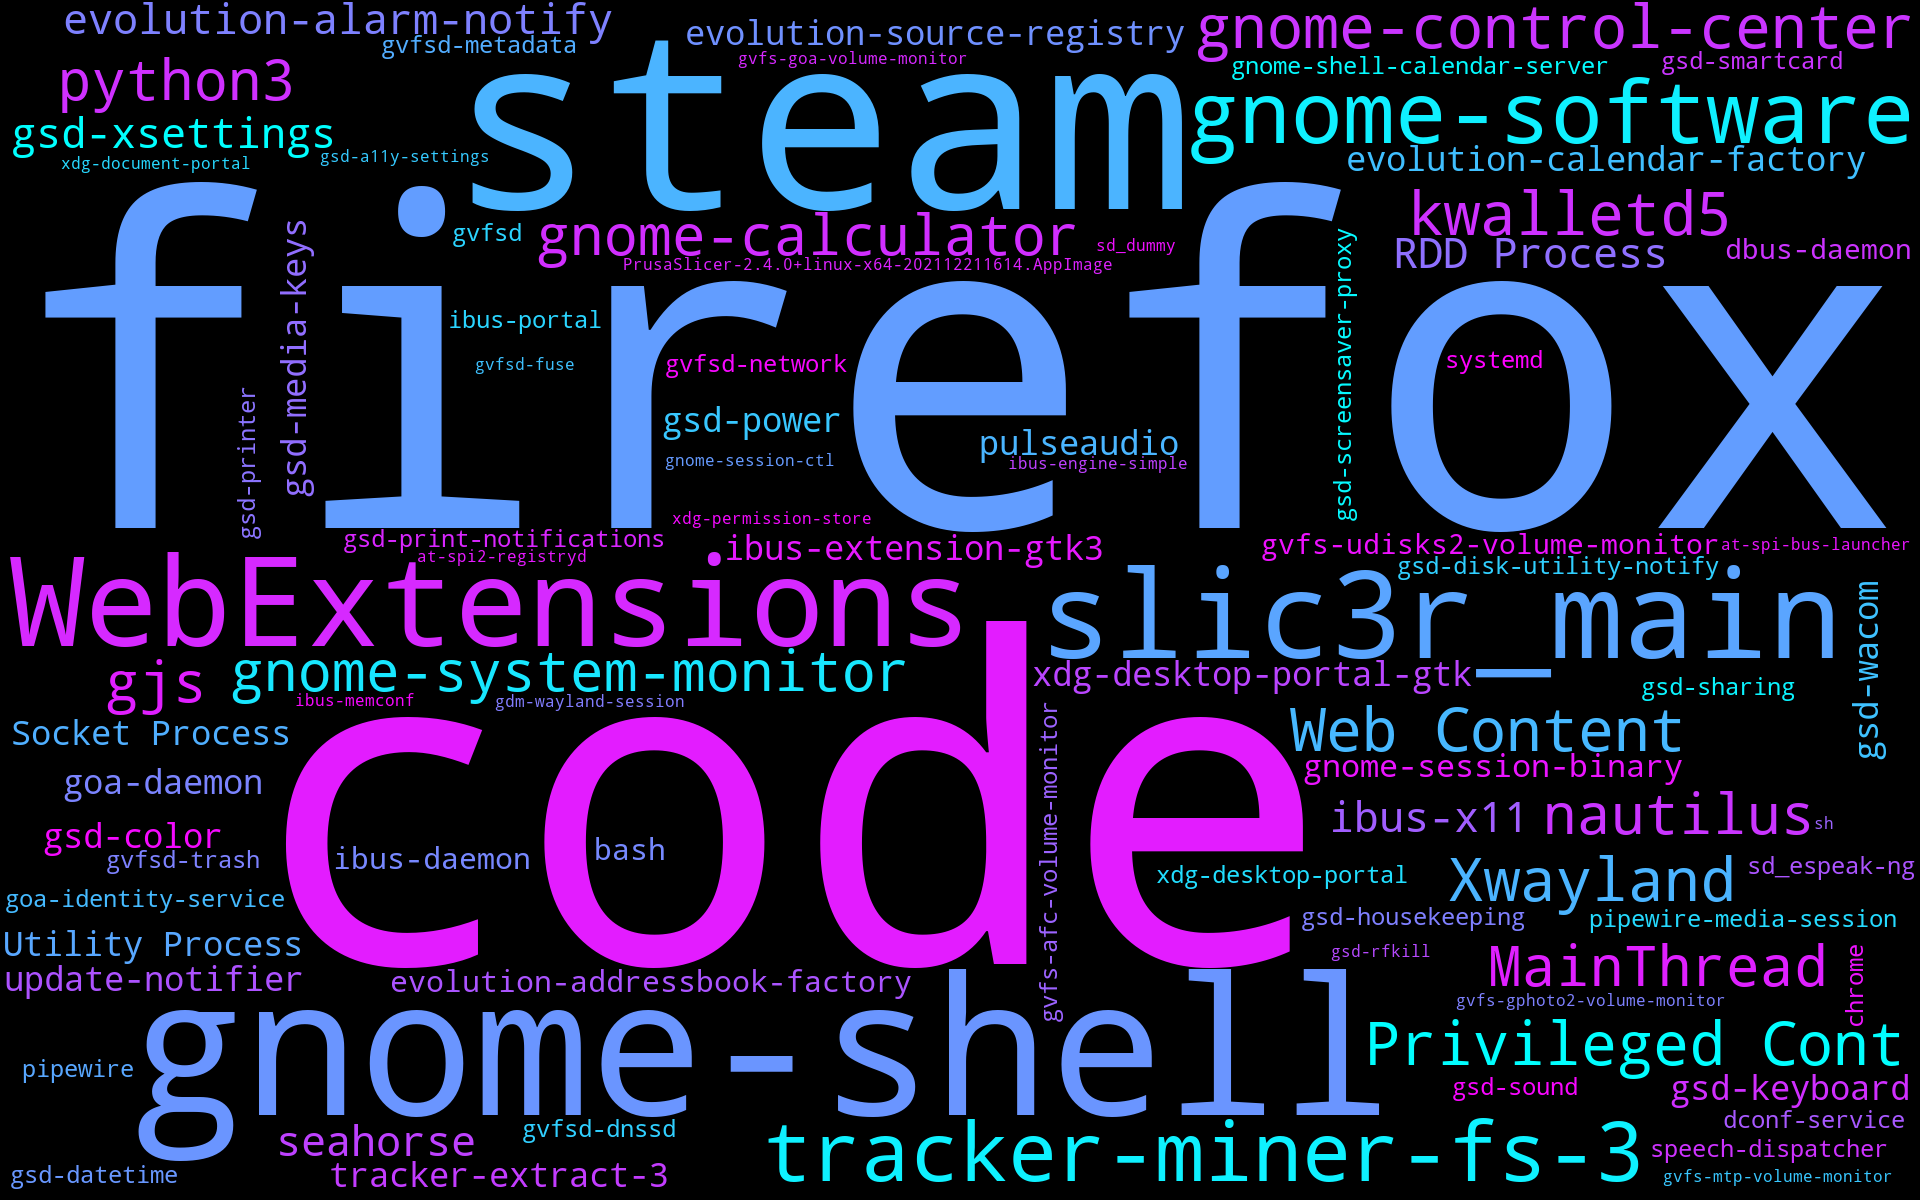 evolution-alarm-notify
gvfsd-metadata
evolution-source-registry
gvfs-goa-volume-monitor
gnome-control-center
gnome-shell-calendar-server
gsd-smartcard
python3
steam
gnome-software
gsd-xsettings
xdg-document-portal
gsd-a11y-settings
evolution-calendar-factory
firefox
gvfsd
gnome-calculator
sd_dummy
PrusaSlicer-2.4.0+linux-x64-202112211614.AppImage
kwalletd5
RDD Process
dbus-daemon
gsd-media-keys
gsd-printer
ibus-portal
gvfsd-fuse
gvfsd-network
gsd-power
gnome-session-ctl
pulseaudio
ibus-engine-simple
gsd-screensaver-proxy
systemd
xdg-permission-store
gsd-print-notifications
at-spi2-registryd
ibus-extension-gtk3
gvfs-udisks2-volume-monitor
at-spi-bus-launcher
gsd-disk-utility-notify
WebExtensions
slic3r_main
gsd-wacom
gjs
gnome-system-monitor
xdg-desktop-portal-gtk
gsd-sharing
ibus-memconf
gdm-wayland-session
Socket Process
code
gvfs-afc-volume-monitor
Web Content
gnome-session-binary
goa-daemon
ibus-x11
nautilus
sh
gsd-color
gvfsd-trash
ibus-daemon
bash
xdg-desktop-portal
Xwayland
sd_espeak-ng
goa-identity-service
gsd-housekeeping
pipewire-media-session
Utility Process
gsd-rfkill
MainThread
chrome
update-notifier
evolution-addressbook-factory
gvfs-gphoto2-volume-monitor
gnome-shell
Privileged Cont
pipewire
gsd-sound
gsd-keyboard
seahorse
gvfsd-dnssd
tracker-miner-fs-3
dconf-service
speech-dispatcher
gsd-datetime
tracker-extract-3
gvfs-mtp-volume-monitor